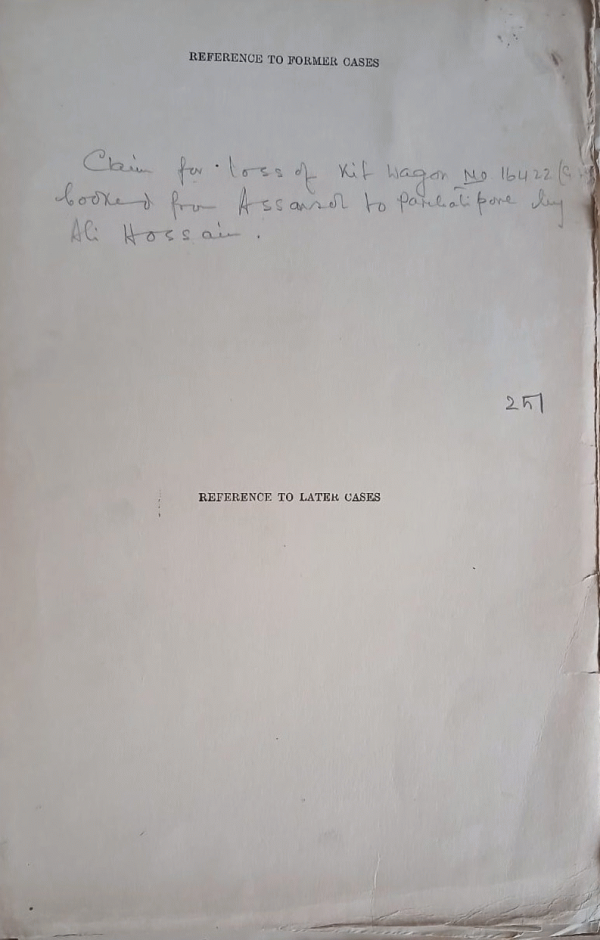 REFERENCE TO FORMER CASES
Claim for loss of Kit Wagon No 16422
booked from Assansol to Parbatipore by
Ali Hossain.
251
REFERENCE TO LATER CASES